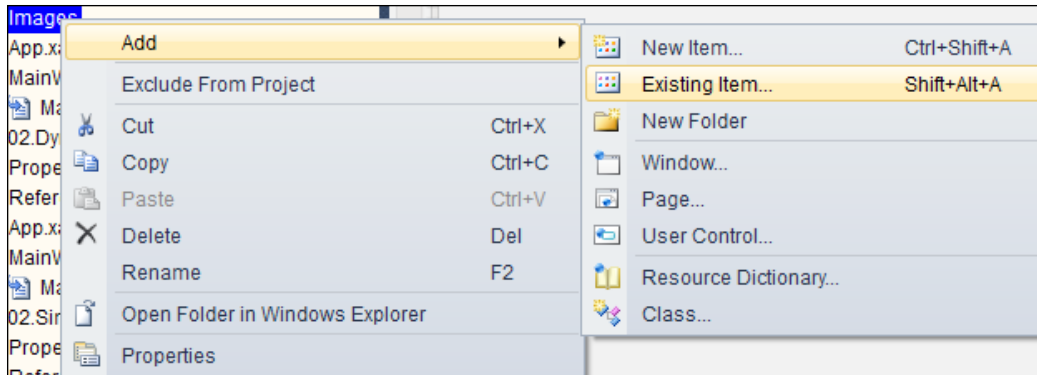 Images
App.xa
MainW
Ma
02.Dy
Prope
Refer
App.xa
MainW
Ma
02.Sir
Prope
Add
Exclude From Project
Cut Ctrl+X
Copy Ctrl+C
Paste Ctrl+V
Delete Del
Rename F2
Open Folder in Windows Explorer
Properties
New Item... Ctrl+Shift+A
Existing Item... Shift+Alt+A
New Folder
Window...
Page...
User Control...
Resource Dictionary...
Class...